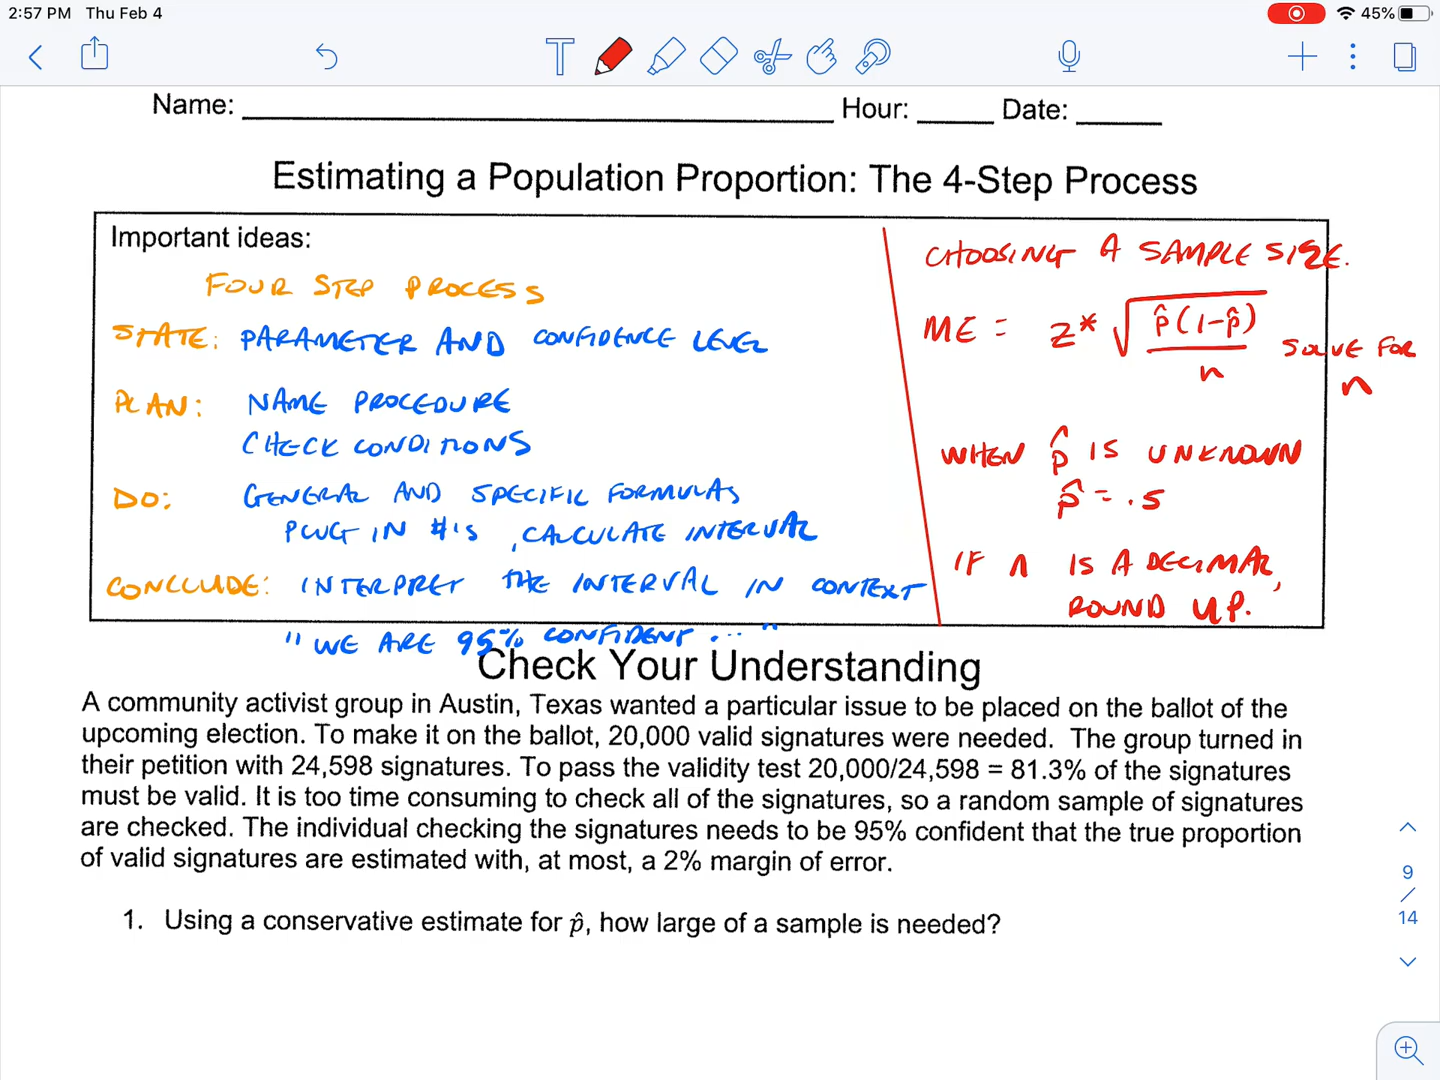 2:57 PM Thu Feb 4
45%
Name: Hour: Date:
Estimating a Population Proportion: The 4-Step Process
Important ideas:
FOUR STEP PROCESS
STATE: PARAMETER AND CONFIDENCE LEVEL
PLAN: NAME PROCEDURE
CHECK CONDITIONS
DO: GENERAL AND SPECIFIC FORMULAS
PLUG IN #'s, CALCULATE INTERVAL
CONCLUDE: INTERPRET THE INTERVAL IN CONTEXT
"WE ARE 95% CONFIDENT..."
CHOOSING A SAMPLE SIZE.
ME = z* √(p̂(1-p̂)/n) SOLVE FOR n
WHEN p̂ IS UNKNOWN
p̂ = .5
IF n IS A DECIMAL,
ROUND UP.
Check Your Understanding
A community activist group in Austin, Texas wanted a particular issue to be placed on the ballot of the
upcoming election. To make it on the ballot, 20,000 valid signatures were needed. The group turned in
their petition with 24,598 signatures. To pass the validity test 20,000/24,598 = 81.3% of the signatures
must be valid. It is too time consuming to check all of the signatures, so a random sample of signatures
are checked. The individual checking the signatures needs to be 95% confident that the true proportion
of valid signatures are estimated with, at most, a 2% margin of error.
1. Using a conservative estimate for p̂, how large of a sample is needed?
9
/
14